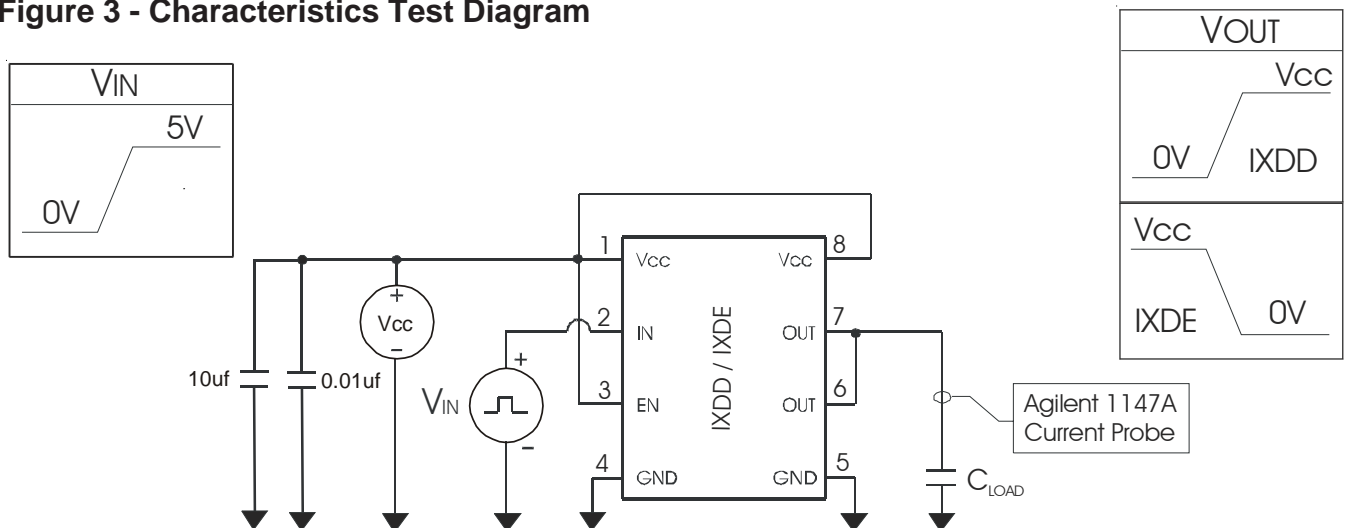 Figure 3 - Characteristics Test Diagram
VIN
5V
0V
VOUT
Vcc
0V
IXDD
Vcc
IXDE
0V
1
Vcc
Vcc
8
+
Vcc
-
2
IN
OUT
7
10uf
0.01uf
VIN
+
-
3
EN
IXDD / IXDE
OUT
6
Agilent 1147A
Current Probe
4
GND
GND
5
CLOAD